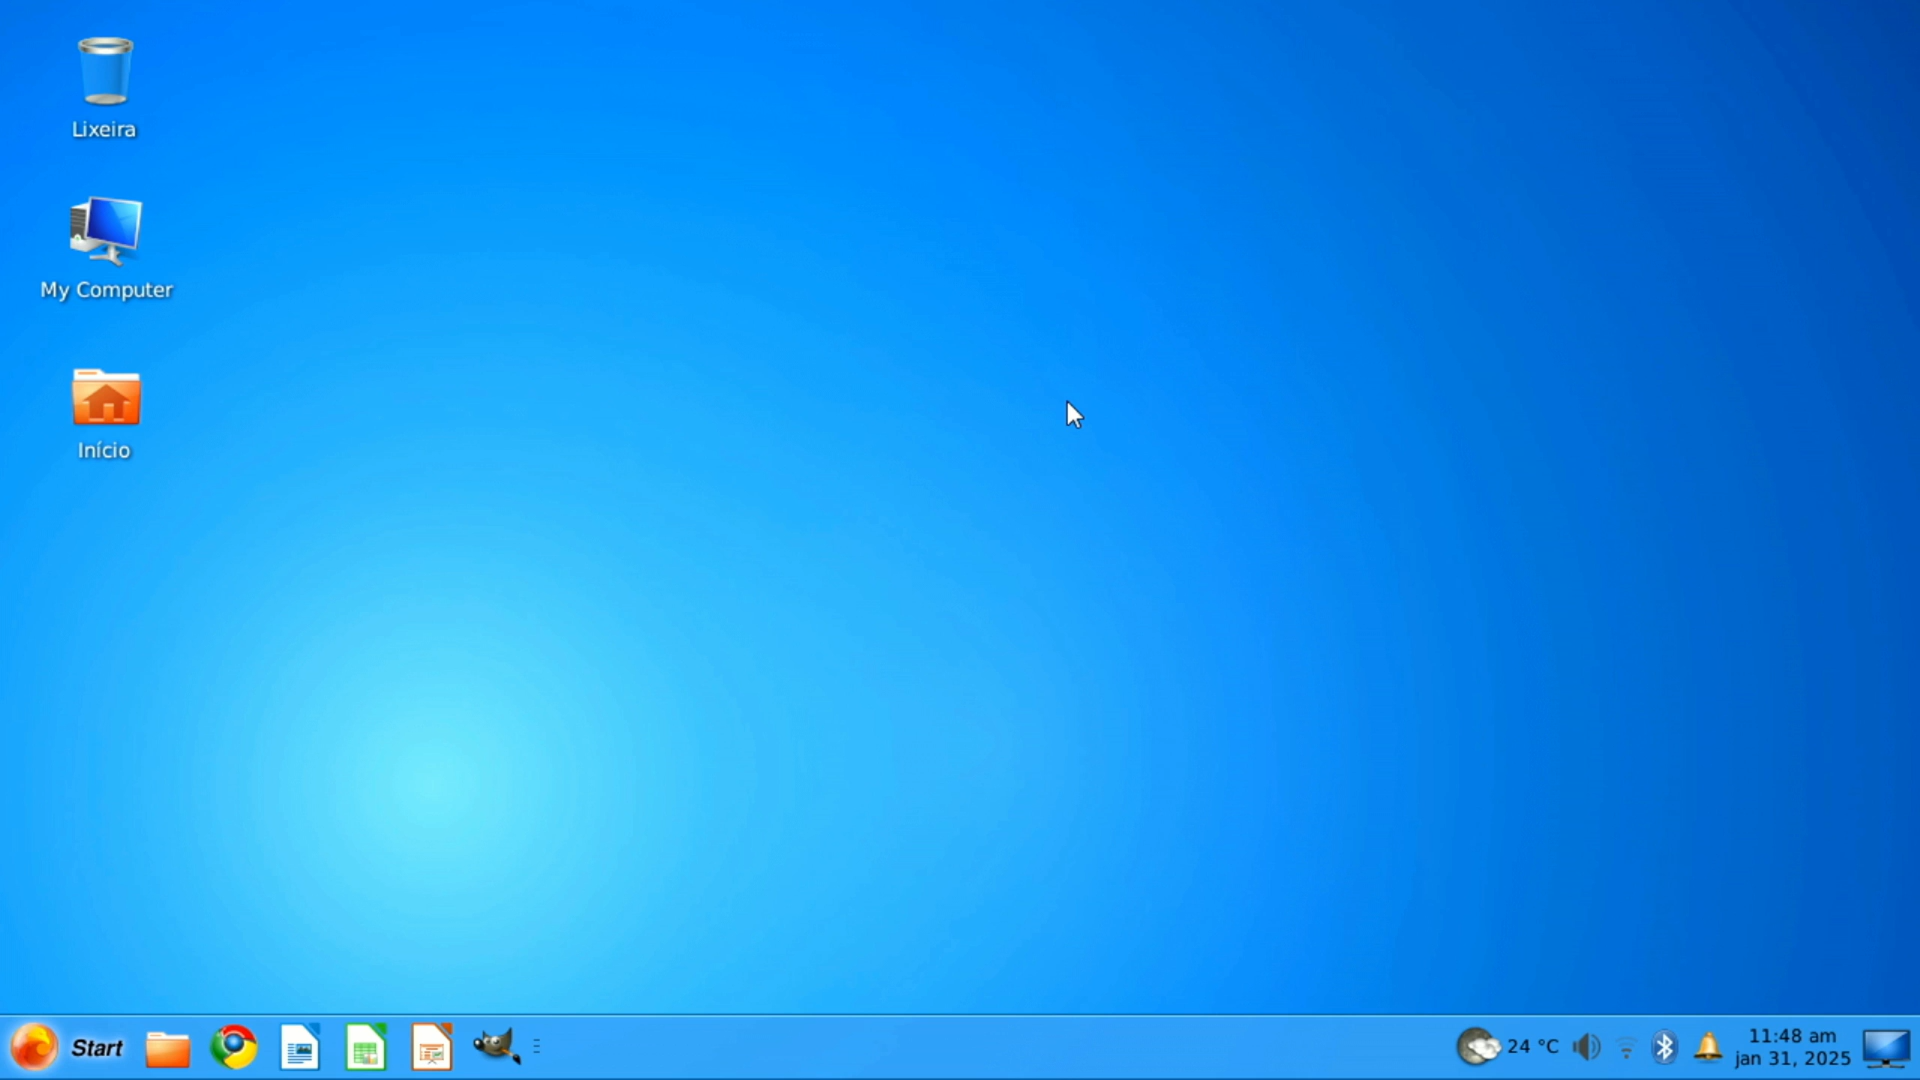 Lixeira
My Computer
Início
Start
24 °C
11:48 am
jan 31, 2025